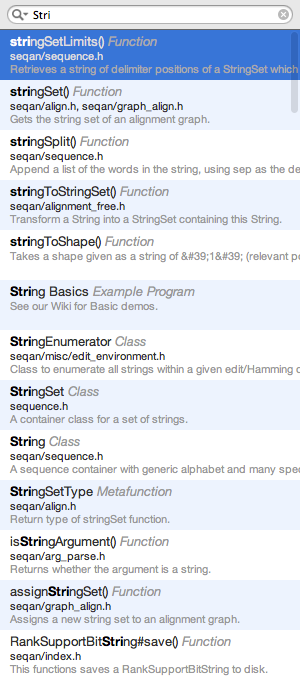 Stri
stringSetLimits() Function
seqan/sequence.h
Retrieves a string of delimiter positions of a StringSet which
stringSet() Function
seqan/align.h, seqan/graph_align.h
Gets the string set of an alignment graph.
stringSplit() Function
seqan/sequence.h
Append a list of the words in the string, using sep as the de
stringToStringSet() Function
seqan/alignment_free.h
Transform a String into a StringSet containing this String.
stringToShape() Function
Takes a shape given as a string of &#39;1&#39; (relevant po
String Basics Example Program
See our Wiki for Basic demos.
StringEnumerator Class
seqan/misc/edit_environment.h
Class to enumerate all strings within a given edit/Hamming d
StringSet Class
sequence.h
A container class for a set of strings.
String Class
seqan/sequence.h
A sequence container with generic alphabet and many spec
StringSetType Metafunction
seqan/align.h
Return type of stringSet function.
isStringArgument() Function
seqan/arg_parse.h
Returns whether the argument is a string.
assignStringSet() Function
seqan/graph_align.h
Assigns a new string set to an alignment graph.
RankSupportBitString#save() Function
seqan/index.h
This functions saves a RankSupportBitString to disk.